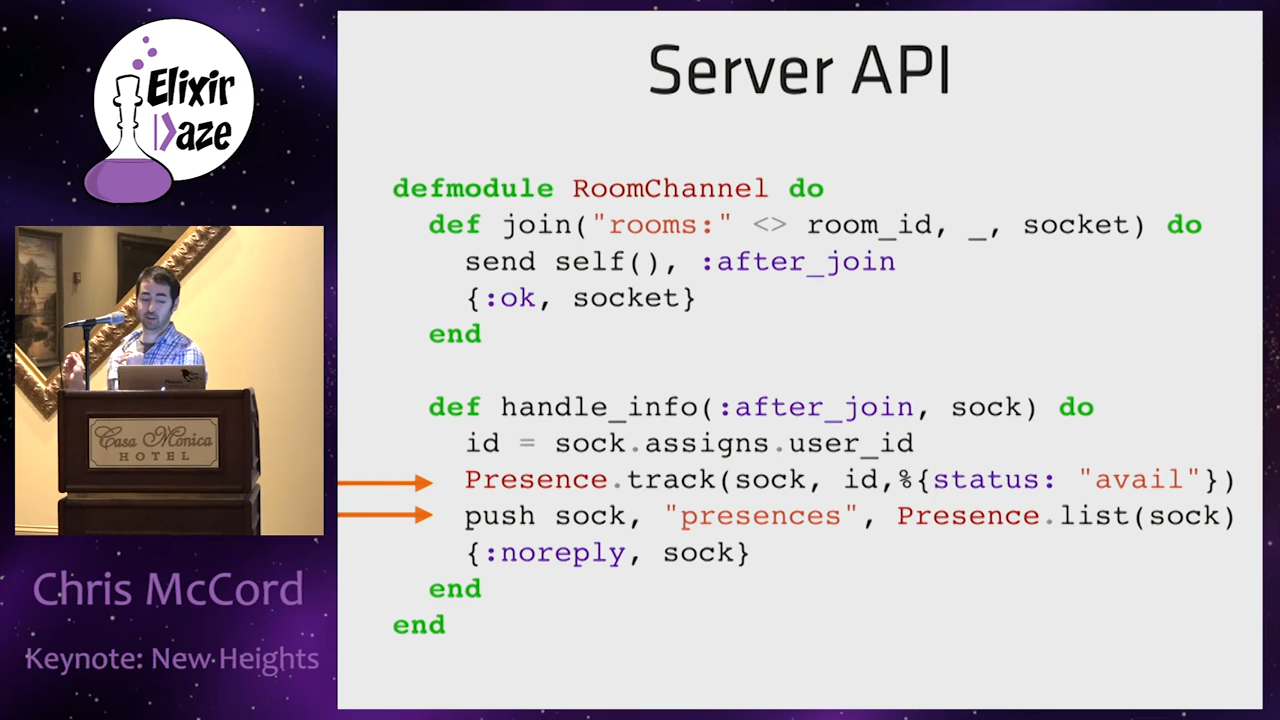 Elixir
Daze
Server API
defmodule RoomChannel do
  def join("rooms:" <> room_id, _, socket) do
    send self(), :after_join
    {:ok, socket}
  end
  def handle_info(:after_join, sock) do
    id = sock.assigns.user_id
    Presence.track(sock, id,%{status: "avail"})
    push sock, "presences", Presence.list(sock)
    {:noreply, sock}
  end
end
Casa Monica
HOTEL
Chris McCord
Keynote: New Heights